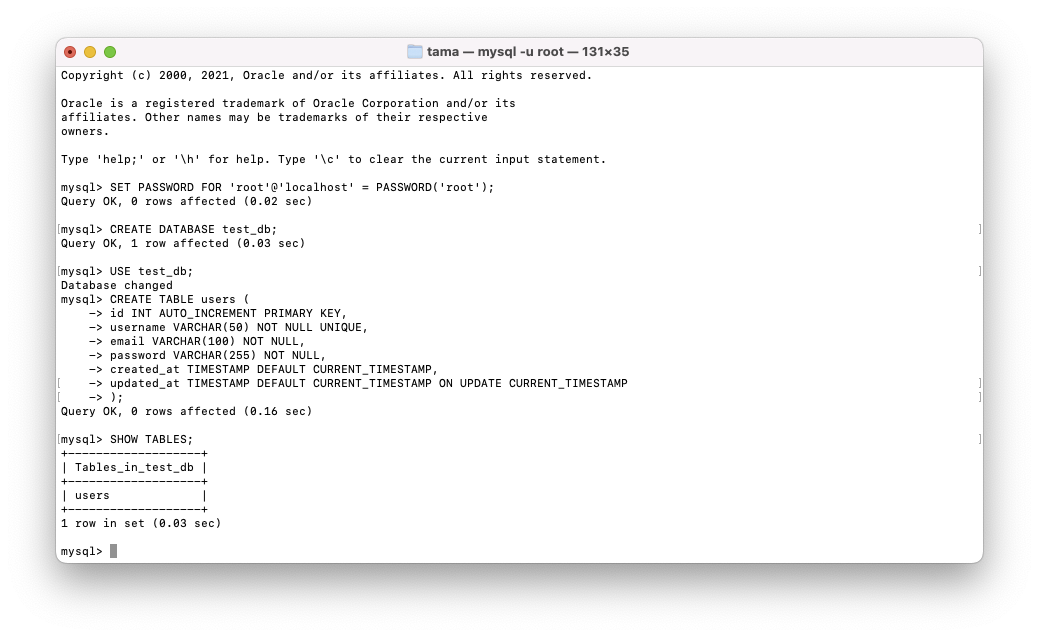 tama — mysql -u root — 131×35
Copyright (c) 2000, 2021, Oracle and/or its affiliates. All rights reserved.
Oracle is a registered trademark of Oracle Corporation and/or its
affiliates. Other names may be trademarks of their respective
owners.
Type 'help;' or '\h' for help. Type '\c' to clear the current input statement.
mysql> SET PASSWORD FOR 'root'@'localhost' = PASSWORD('root');
Query OK, 0 rows affected (0.02 sec)
[mysql> CREATE DATABASE test_db; ]
Query OK, 1 row affected (0.03 sec)
[mysql> USE test_db; ]
Database changed
mysql> CREATE TABLE users (
    -> id INT AUTO_INCREMENT PRIMARY KEY,
    -> username VARCHAR(50) NOT NULL UNIQUE,
    -> email VARCHAR(100) NOT NULL,
    -> password VARCHAR(255) NOT NULL,
    -> created_at TIMESTAMP DEFAULT CURRENT_TIMESTAMP,
[    -> updated_at TIMESTAMP DEFAULT CURRENT_TIMESTAMP ON UPDATE CURRENT_TIMESTAMP ]
[    -> ); ]
Query OK, 0 rows affected (0.16 sec)
[mysql> SHOW TABLES; ]
+-------------------+
| Tables_in_test_db |
+-------------------+
| users             |
+-------------------+
1 row in set (0.03 sec)
mysql>